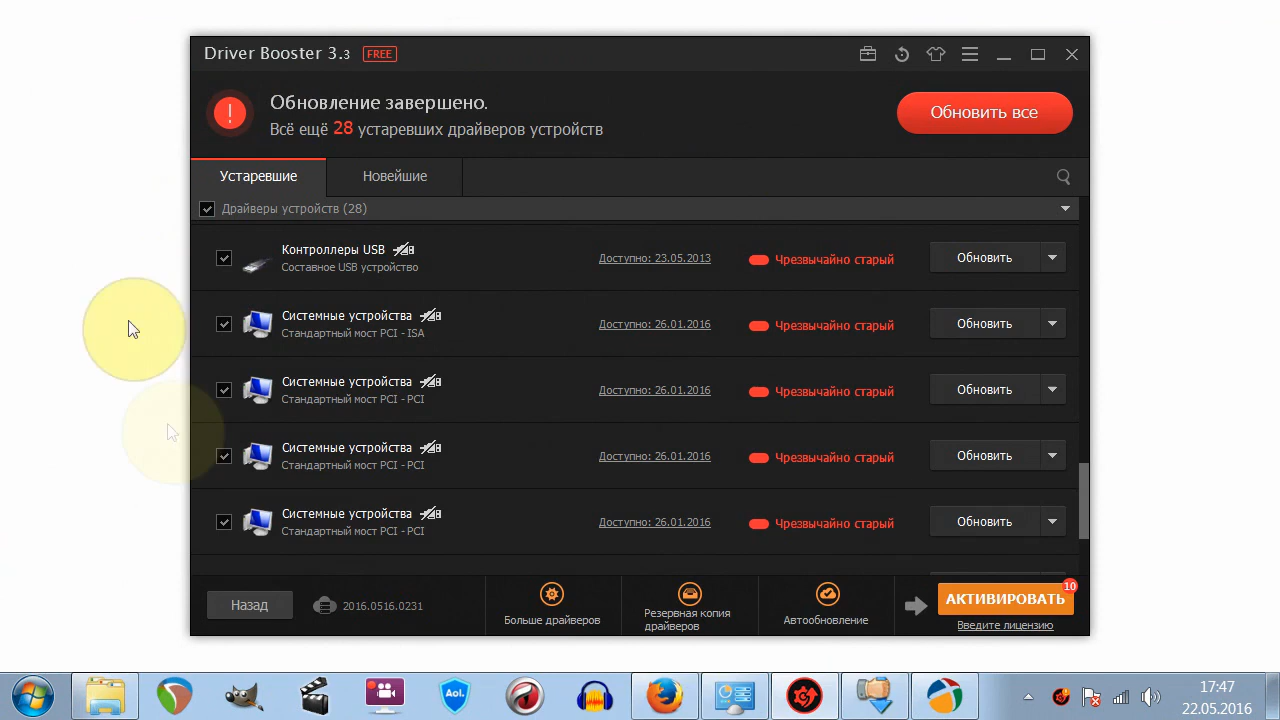 Driver Booster 3.3 FREE
Обновление завершено.
Всё ещё 28 устаревших драйверов устройств
Обновить все
Устаревшие
Новейшие
Драйверы устройств (28)
Контроллеры USB
Составное USB устройство
Доступно: 23.05.2013
Чрезвычайно старый
Обновить
Системные устройства
Стандартный мост PCI - ISA
Доступно: 26.01.2016
Чрезвычайно старый
Обновить
Системные устройства
Стандартный мост PCI - PCI
Доступно: 26.01.2016
Чрезвычайно старый
Обновить
Системные устройства
Стандартный мост PCI - PCI
Доступно: 26.01.2016
Чрезвычайно старый
Обновить
Системные устройства
Стандартный мост PCI - PCI
Доступно: 26.01.2016
Чрезвычайно старый
Обновить
Назад
2016.0516.0231
Больше драйверов
Резервная копия
драйверов
Автообновление
АКТИВИРОВАТЬ
10
Введите лицензию
Aol.
17:47
22.05.2016